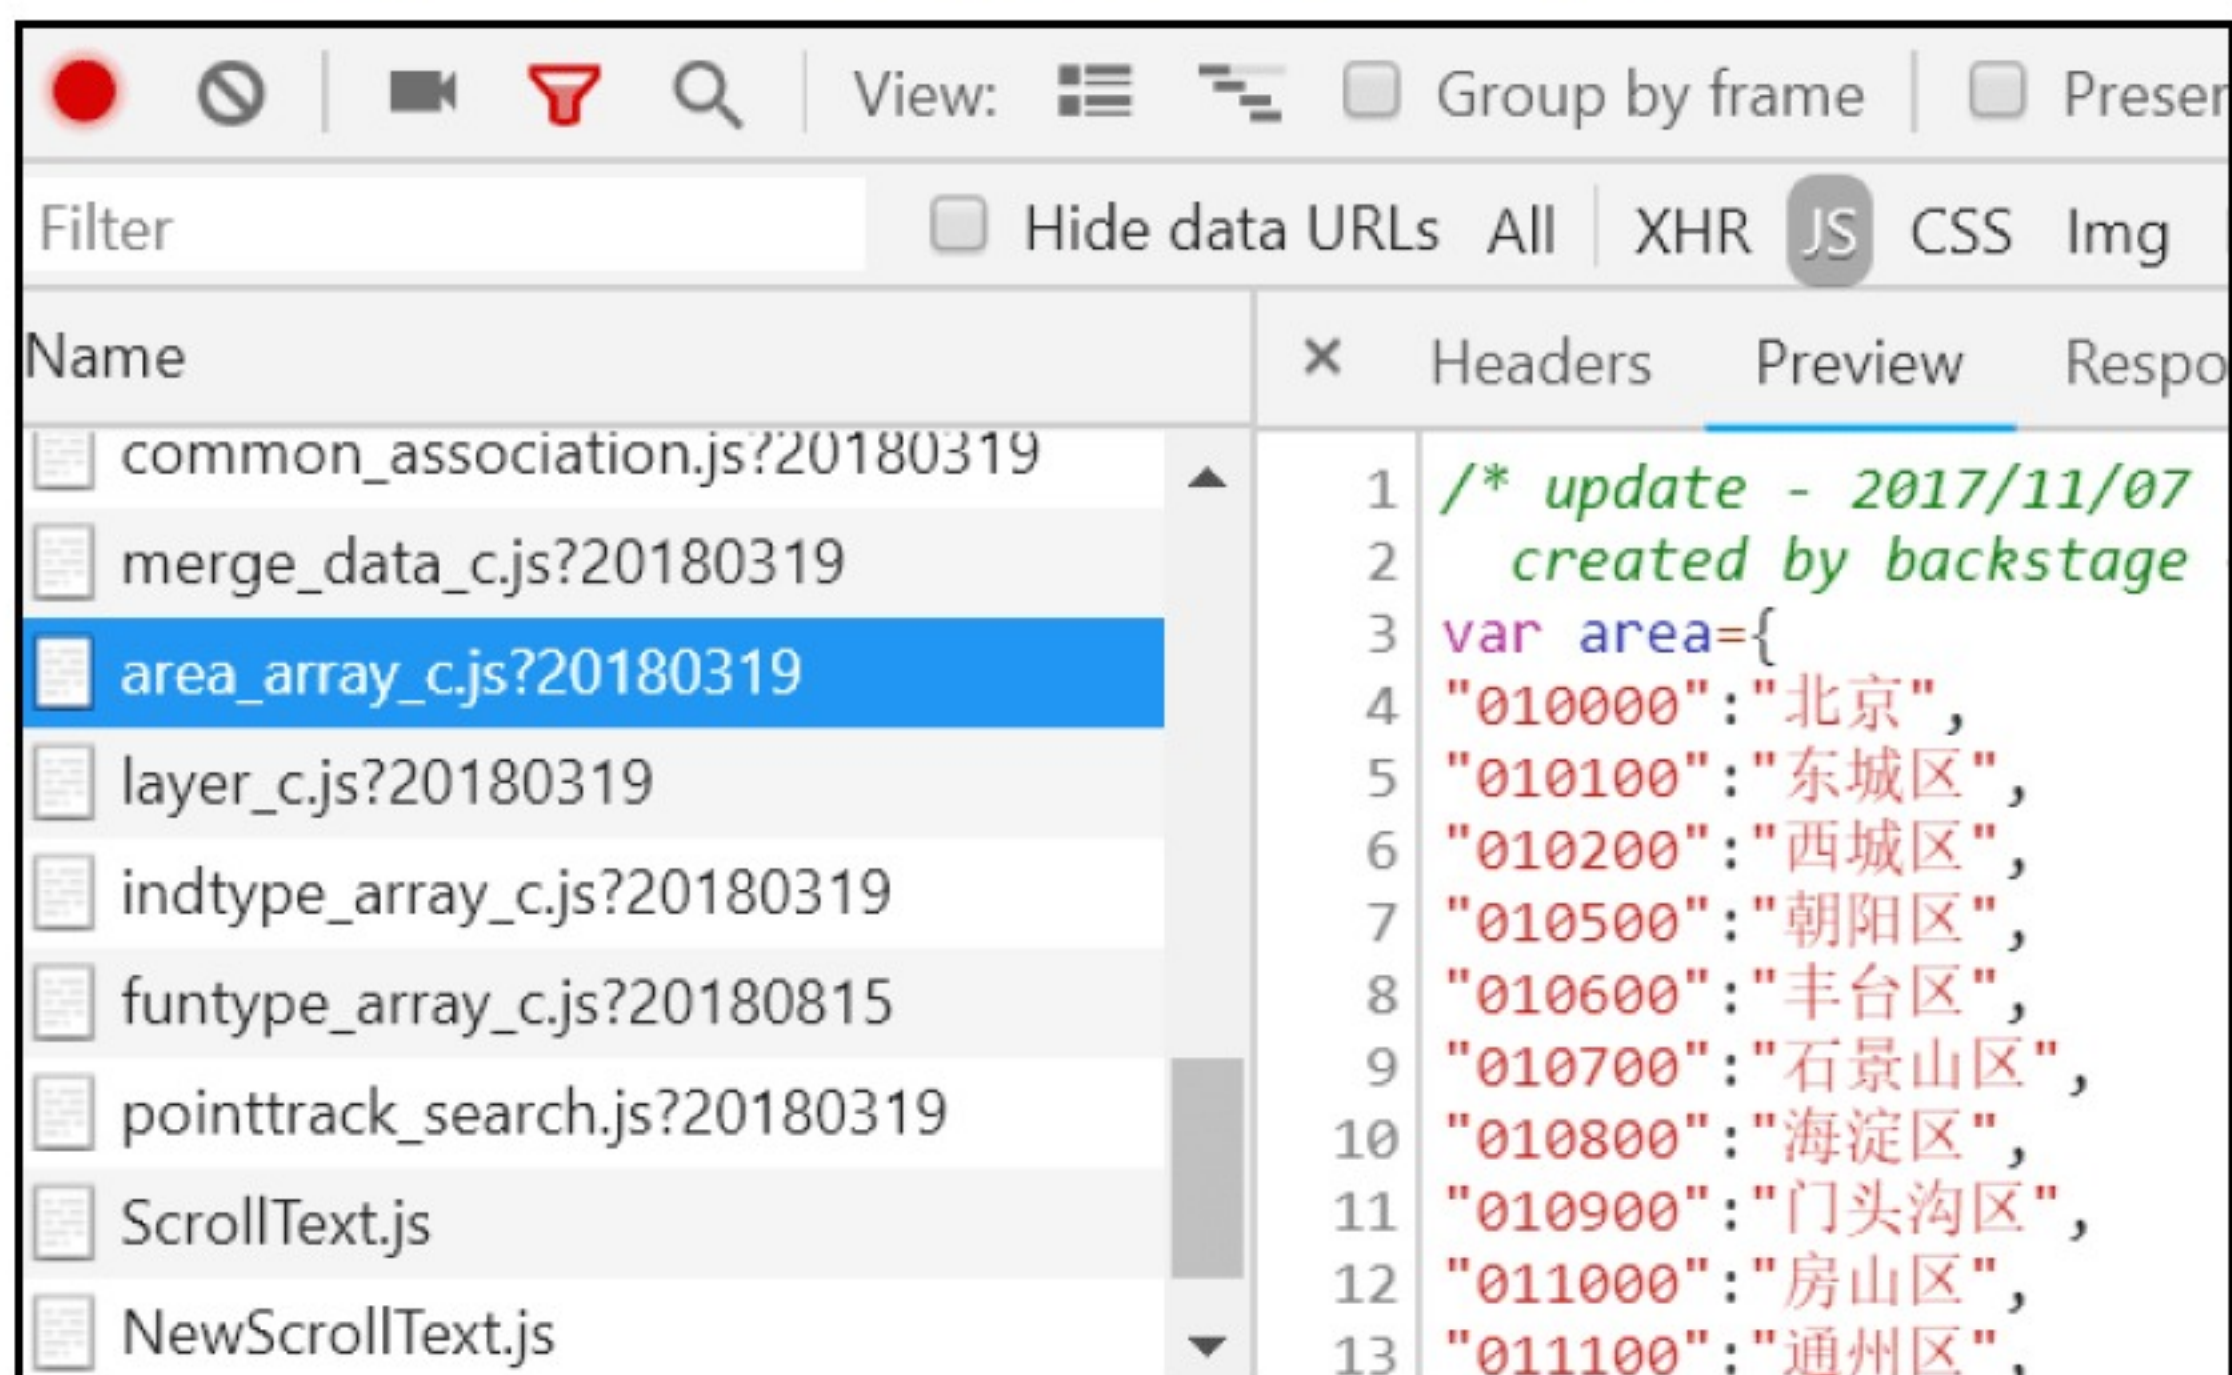 View: Group by frame Preser
Filter Hide data URLs All XHR JS CSS Img
Name
common_association.js?20180319
merge_data_c.js?20180319
area_array_c.js?20180319
layer_c.js?20180319
indtype_array_c.js?20180319
funtype_array_c.js?20180815
pointtrack_search.js?20180319
ScrollText.js
NewScrollText.js
× Headers Preview Respo
1 /* update - 2017/11/07
2 created by backstage
3 var area={
4 "010000":"北京",
5 "010100":"东城区",
6 "010200":"西城区",
7 "010500":"朝阳区",
8 "010600":"丰台区",
9 "010700":"石景山区",
10 "010800":"海淀区",
11 "010900":"门头沟区",
12 "011000":"房山区",
13 "011100":"通州区",